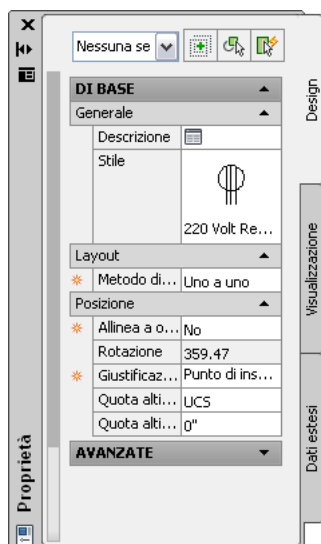 Nessuna se
DI BASE
Generale
Descrizione
Stile
220 Volt Re...
Layout
Metodo di... Uno a uno
Posizione
Allinea a o... No
Rotazione 359.47
Giustificaz... Punto di ins...
Quota alti... UCS
Quota alti... 0"
AVANZATE
Design
Visualizzazione
Dati estesi
Proprietà